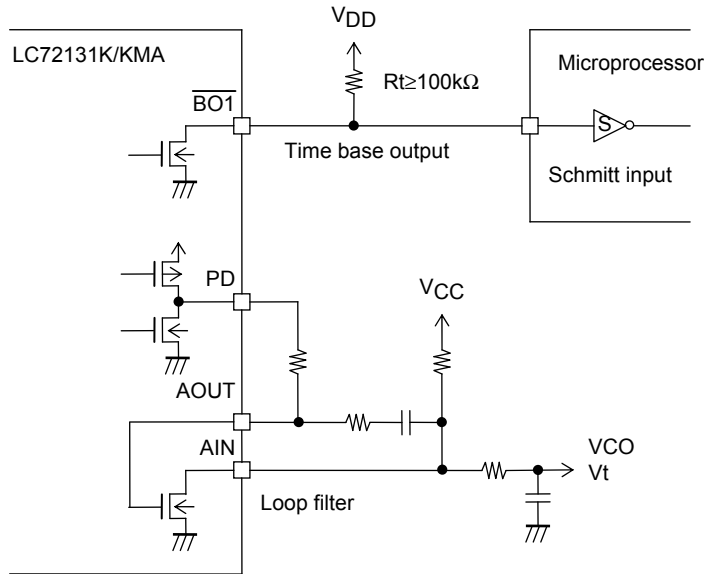 LC72131K/KMA
VDD
Rt≥100kΩ
Microprocessor
BO1
Time base output
S
Schmitt input
PD
VCC
AOUT
AIN
Loop filter
VCO
Vt